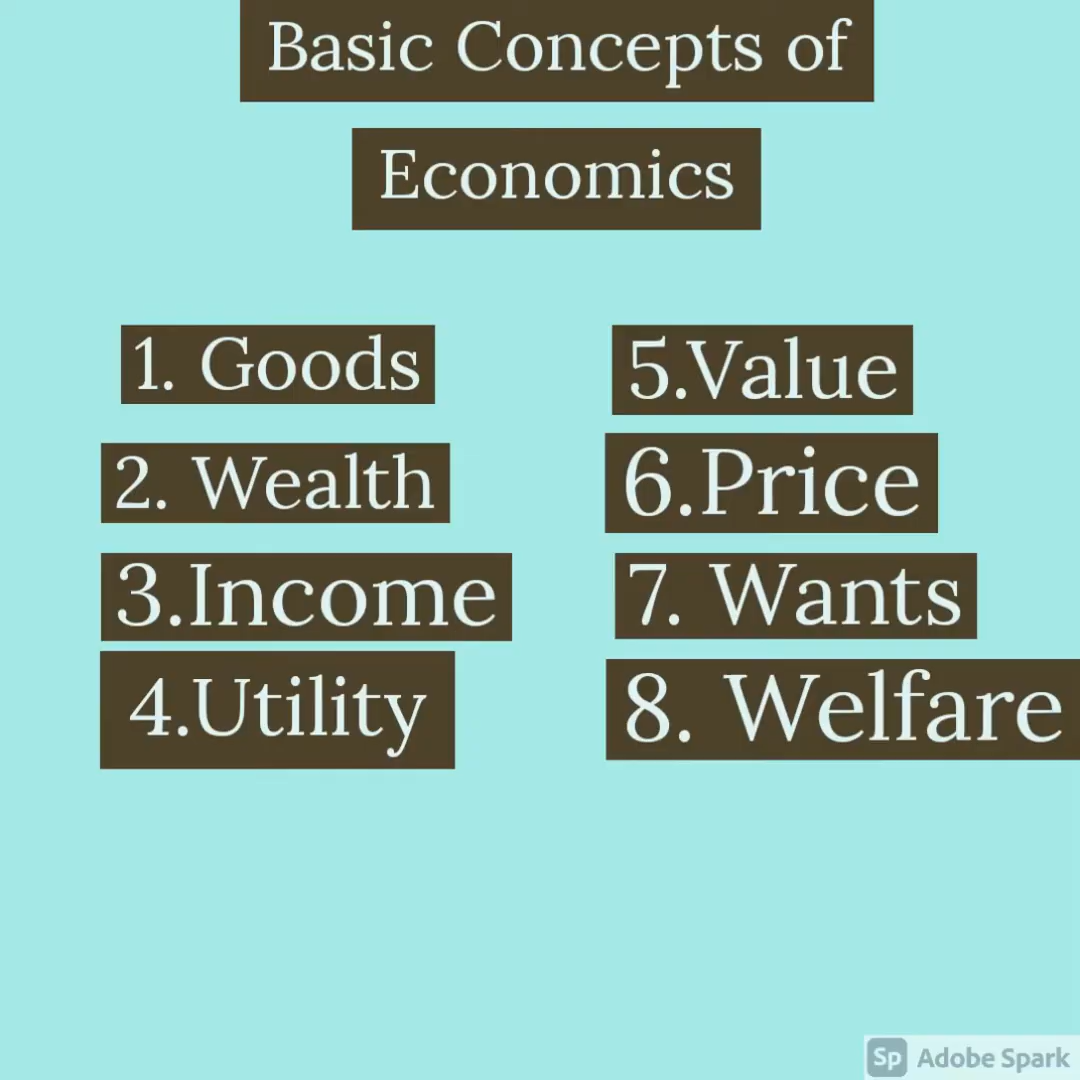 Basic Concepts of
Economics
1. Goods
2. Wealth
3.Income
4.Utility
5.Value
6.Price
7. Wants
8. Welfare
Sp Adobe Spark